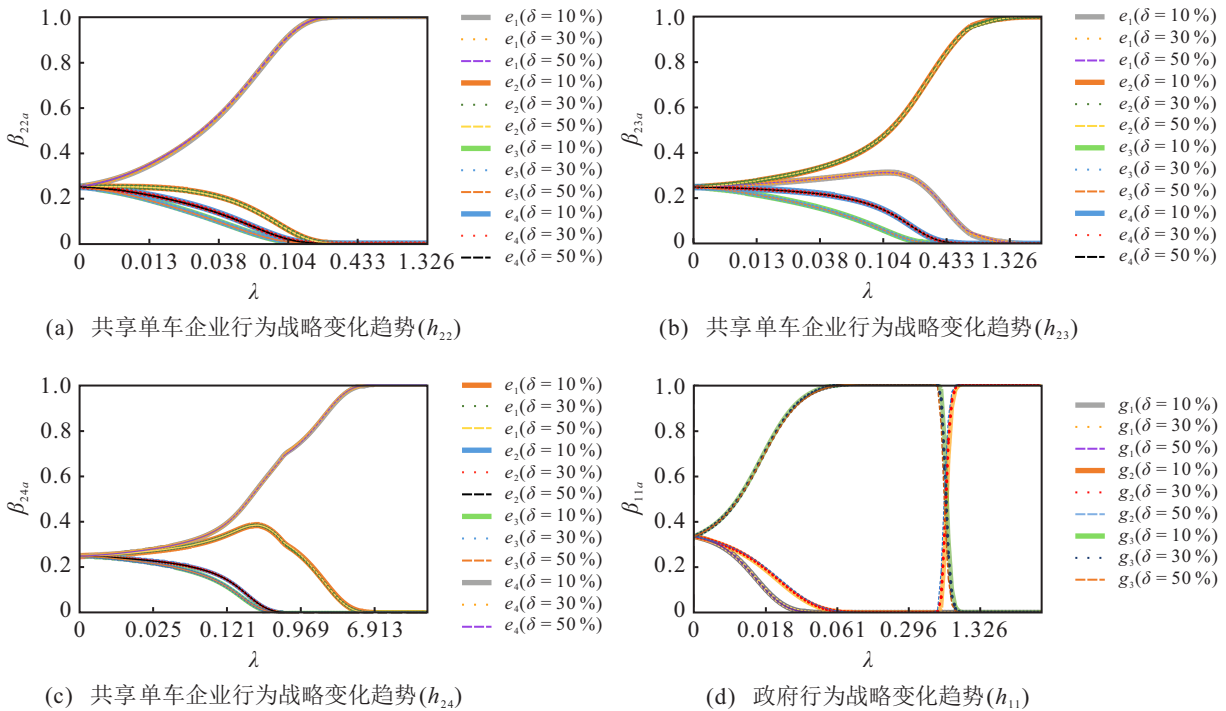 1.0
0.8
0.6
0.4
0.2
0
β₂₂ₐ
0 0.013 0.038 0.104 0.433 1.326
λ
e₁(δ = 10 %)
e₁(δ = 30 %)
e₁(δ = 50 %)
e₂(δ = 10 %)
e₂(δ = 30 %)
e₂(δ = 50 %)
e₃(δ = 10 %)
e₃(δ = 30 %)
e₃(δ = 50 %)
e₄(δ = 10 %)
e₄(δ = 30 %)
e₄(δ = 50 %)
(a) 共享单车企业行为战略变化趋势(h₂₂)
1.0
0.8
0.6
0.4
0.2
0
β₂₃ₐ
0 0.013 0.038 0.104 0.433 1.326
λ
e₁(δ = 10 %)
e₁(δ = 30 %)
e₁(δ = 50 %)
e₂(δ = 10 %)
e₂(δ = 30 %)
e₂(δ = 50 %)
e₃(δ = 10 %)
e₃(δ = 30 %)
e₃(δ = 50 %)
e₄(δ = 10 %)
e₄(δ = 30 %)
e₄(δ = 50 %)
(b) 共享单车企业行为战略变化趋势(h₂₃)
1.0
0.8
0.6
0.4
0.2
0
β₂₄ₐ
0 0.025 0.121 0.969 6.913
λ
e₁(δ = 10 %)
e₁(δ = 30 %)
e₁(δ = 50 %)
e₂(δ = 10 %)
e₂(δ = 30 %)
e₂(δ = 50 %)
e₃(δ = 10 %)
e₃(δ = 30 %)
e₃(δ = 50 %)
e₄(δ = 10 %)
e₄(δ = 30 %)
e₄(δ = 50 %)
(c) 共享单车企业行为战略变化趋势(h₂₄)
1.0
0.8
0.6
0.4
0.2
0
β₁₁ₐ
0 0.018 0.061 0.296 1.326
λ
g₁(δ = 10 %)
g₁(δ = 30 %)
g₁(δ = 50 %)
g₂(δ = 10 %)
g₂(δ = 30 %)
g₂(δ = 50 %)
g₃(δ = 10 %)
g₃(δ = 30 %)
g₃(δ = 50 %)
(d) 政府行为战略变化趋势(h₁₁)